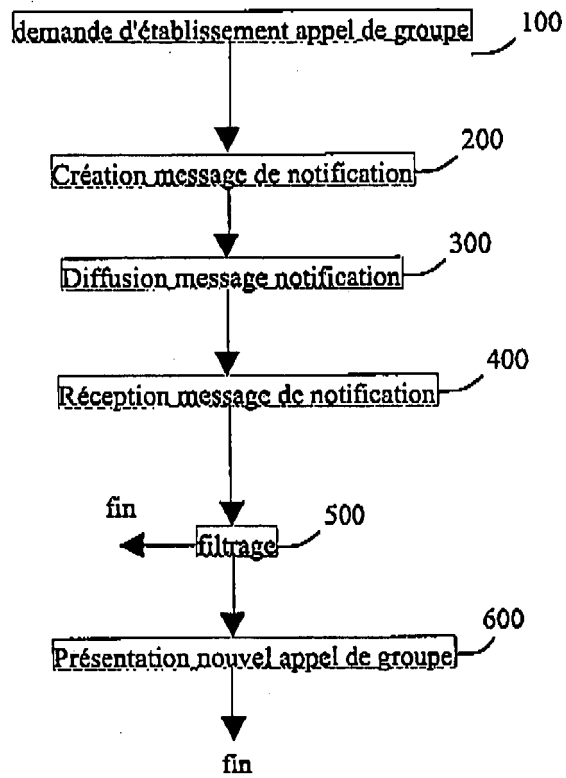 demande d'établissement appel de groupe
100
200
Création message de notification
300
Diffusion message notification
400
Réception message de notification
fin
500
filtrage
600
Présentation nouvel appel de groupe
fin